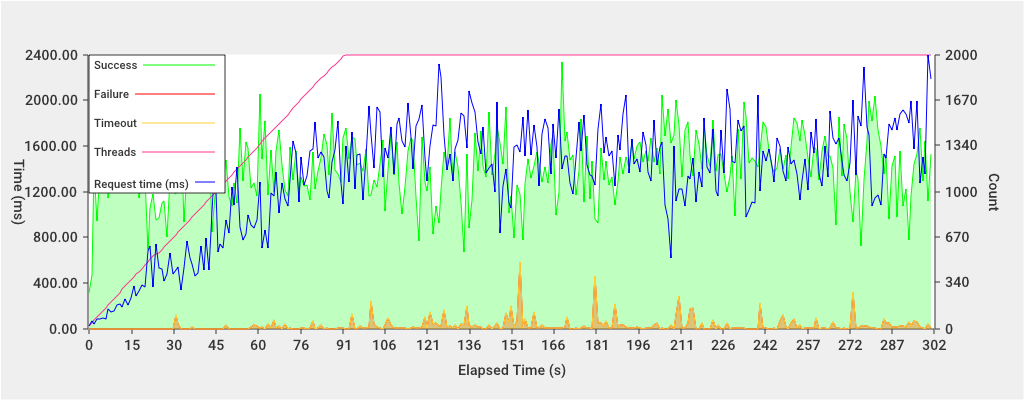 2400.00
2000.00
1600.00
1200.00
800.00
400.00
0.00
Time (ms)
Success
Failure
Timeout
Threads
Request time (ms)
2000
1670
1340
1000
670
340
0
Count
0 15 30 45 60 76 91 106 121 136 151 166 181 196 211 226 242 257 272 287 302
Elapsed Time (s)